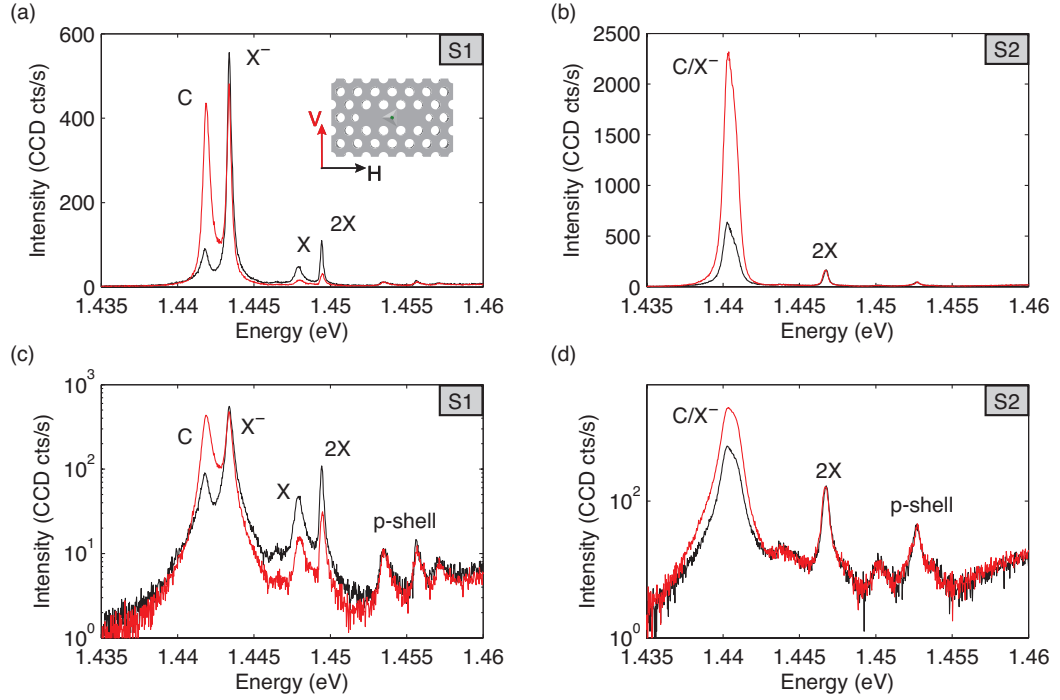 (a)
S1
600
400
200
0
C
X⁻
V
H
X
2X
1.435 1.44 1.445 1.45 1.455 1.46
Energy (eV)
Intensity (CCD cts/s)
(b)
S2
2500
2000
1500
1000
500
0
C/X⁻
2X
1.435 1.44 1.445 1.45 1.455 1.46
Energy (eV)
Intensity (CCD cts/s)
(c)
S1
10³
10²
10¹
10⁰
C
X⁻
X
2X
p-shell
1.435 1.44 1.445 1.45 1.455 1.46
Energy (eV)
Intensity (CCD cts/s)
(d)
S2
10²
10⁰
C/X⁻
2X
p-shell
1.435 1.44 1.445 1.45 1.455 1.46
Energy (eV)
Intensity (CCD cts/s)